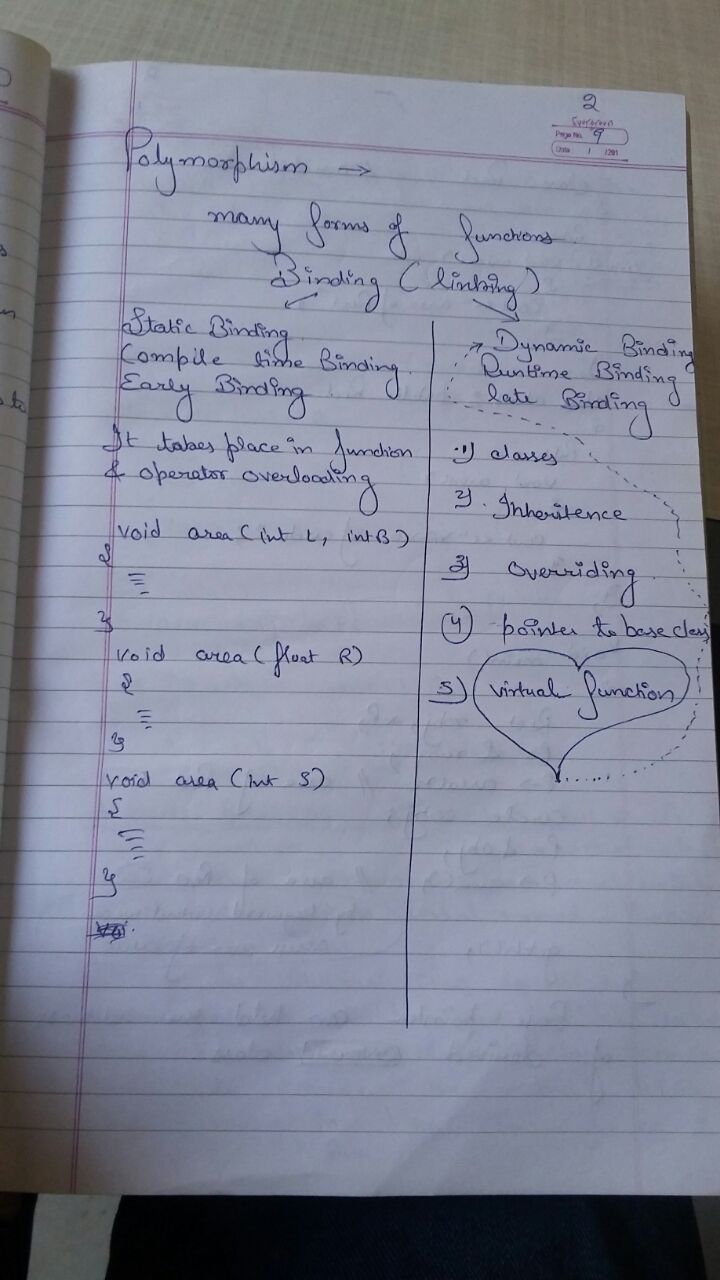 2
Evergreen
Page No. 9
Date / /201
Polymorphism →
many forms of functions
Binding (linking)
Static Binding
Compile time Binding
Early Binding
It takes place in function
& operator overloading
void area (int L, int B)
{
}
void area (float R)
{
}
void area (int S)
{
}
Dynamic Binding
Runtime Binding
late Binding
1) classes
2) Inheritence
3) Overriding
4) pointer to base class
5) virtual function